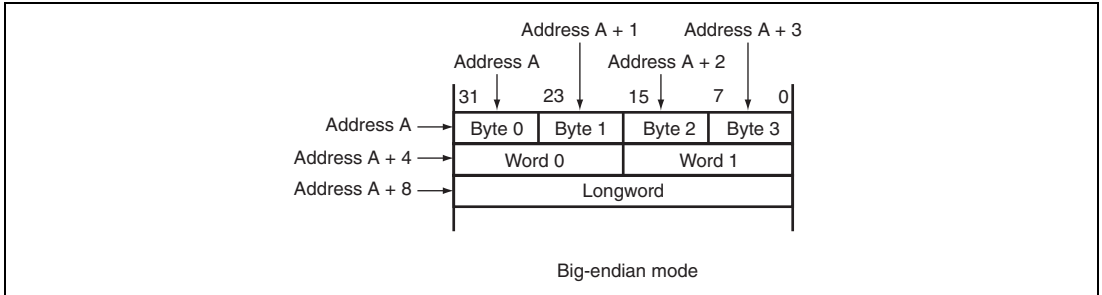 Address A + 1 Address A + 3
Address A Address A + 2
31 23 15 7 0
Address A Byte 0 Byte 1 Byte 2 Byte 3
Address A + 4 Word 0 Word 1
Address A + 8 Longword
Big-endian mode